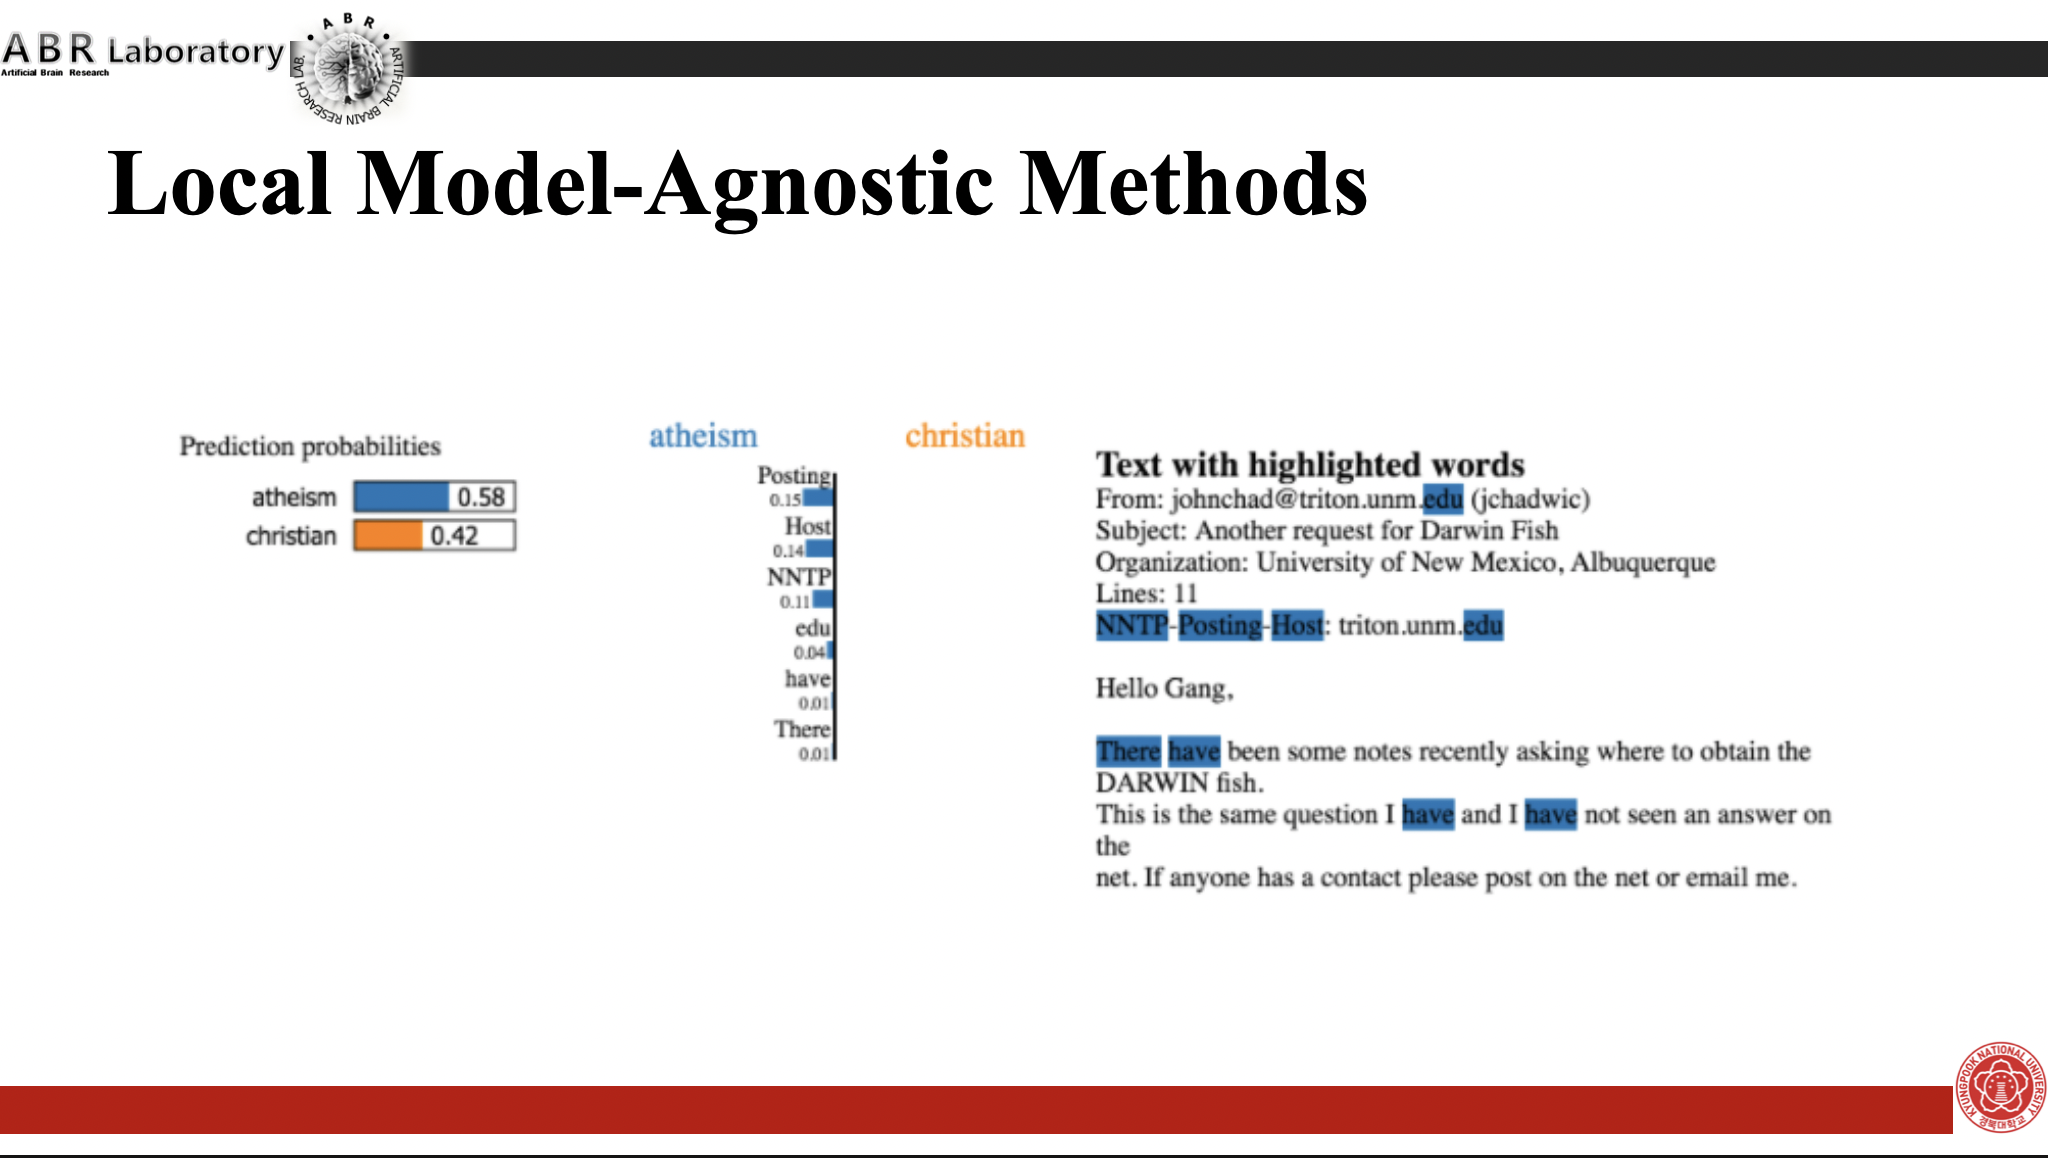 ABR Laboratory
Artificial Brain Research
A B R
ARTIFICIAL BRAIN RESEARCH LAB.
Local Model-Agnostic Methods
Prediction probabilities
atheism 0.58
christian 0.42
atheism christian
Posting
0.15
Host
0.14
NNTP
0.11
edu
0.04
have
0.01
There
0.01
Text with highlighted words
From: johnchad@triton.unm.edu (jchadwic)
Subject: Another request for Darwin Fish
Organization: University of New Mexico, Albuquerque
Lines: 11
NNTP-Posting-Host: triton.unm.edu
Hello Gang,
There have been some notes recently asking where to obtain the
DARWIN fish.
This is the same question I have and I have not seen an answer on
the
net. If anyone has a contact please post on the net or email me.
KYUNGPOOK NATIONAL UNIVERSITY
경북대학교